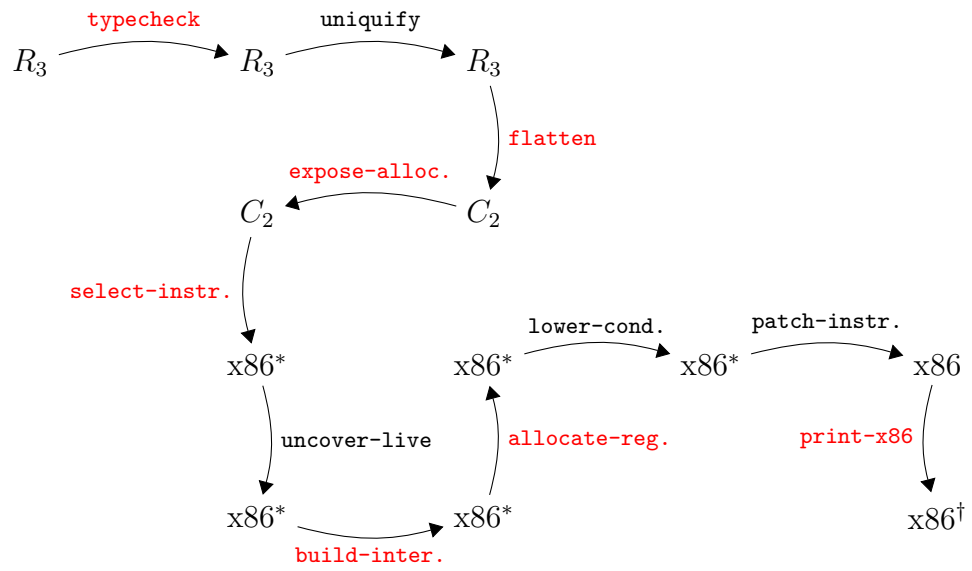 typecheck
uniquify
R₃
R₃
R₃
flatten
expose-alloc.
C₂
C₂
select-instr.
lower-cond.
patch-instr.
x86*
x86*
x86*
x86
uncover-live
allocate-reg.
print-x86
x86*
x86*
x86†
build-inter.